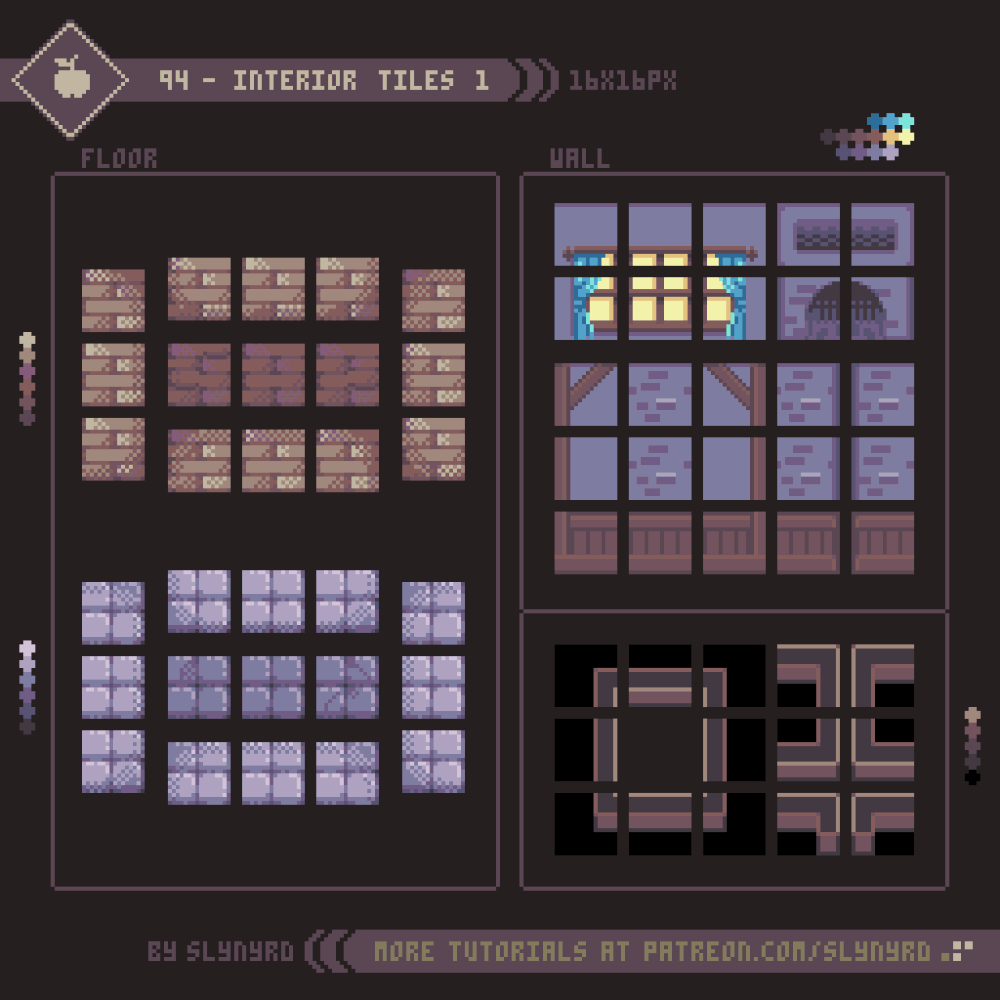 94 - INTERIOR TILES 1
16X16PX
FLOOR
WALL
BY SLYNYRD
MORE TUTORIALS AT PATREON.COM/SLYNYRD